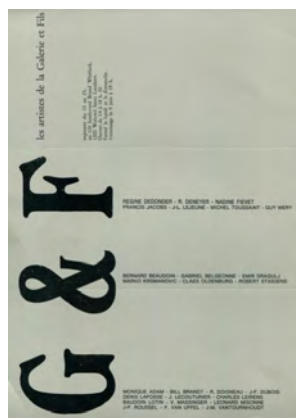 les artistes de la Galerie et Fils
G & F
REGINE DEDONDER - R. DENEYER - NADINE FIEVET
FRANCIS JACOBS - J-L. LEJEUNE - MICHEL TOUSSAINT - GUY WERY
BERNARD BEAUDOIN - GABRIEL BELGEONNE - EMIR DRAGULJ
MARKO KRSMANOVIC - CLAES OLDENBURG - ROBERT STASSENS
MONIQUE ADAM - BILL BRANDT - R. DOISNEAU - J-F. DUBOIS
DENIS LAFOSSE - J. LECOUTURIER - CHARLES LEIRENS
BAUDOIN LOTIN - V. MASSINGER - LEONARD MISONNE
J-P. ROUSSEL - F. VAN UFFEL - J.M. VANTOURNHOUDT